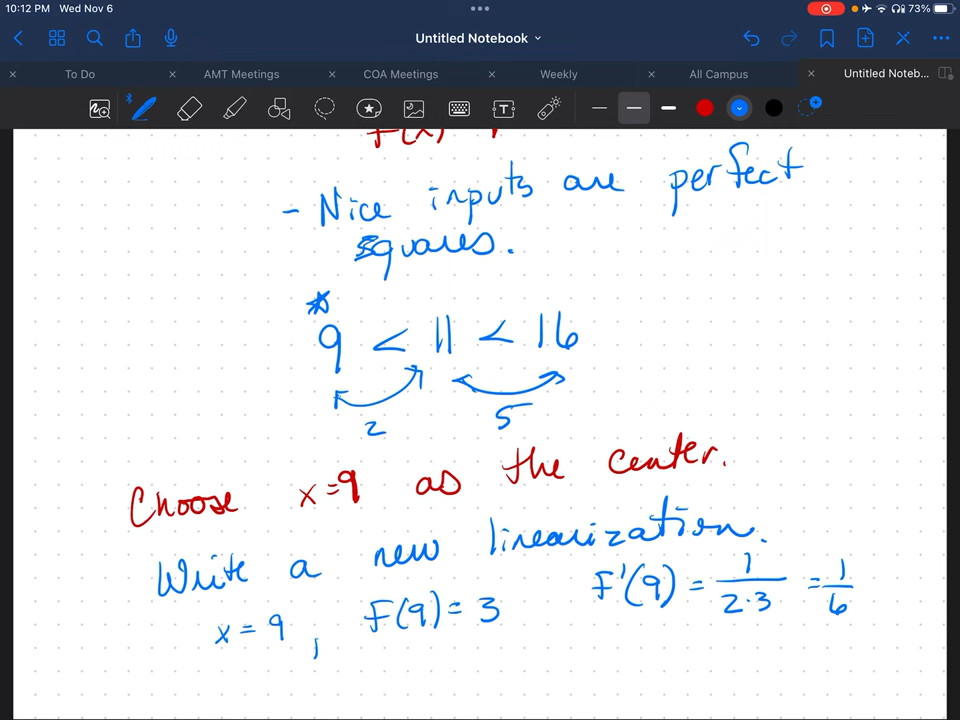 10:12 PM Wed Nov 6
73%
Untitled Notebook
To Do
AMT Meetings
COA Meetings
Weekly
All Campus
Untitled Noteb...
F(x)
- Nice inputs are perfect
squares.
9 < 11 < 16
2 5
Choose x=9 as the center.
Write a new linearization.
x = 9, F(9) = 3 F'(9) = 1/(2·3) = 1/6